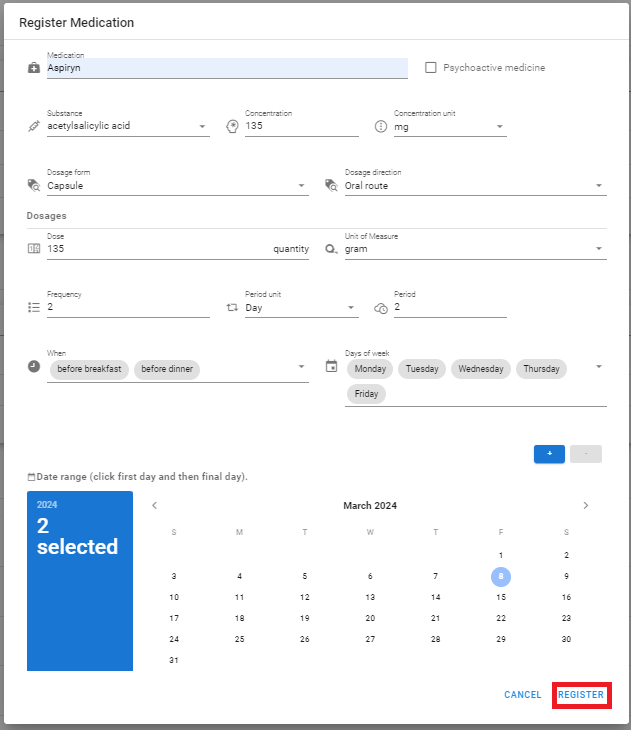 Register Medication
Medication
Aspiryn
Psychoactive medicine
Substance Concentration Concentration unit
acetylsalicylic acid 135 mg
Dosage form Dosage direction
Capsule Oral route
Dosages
Dose Unit of Measure
135 quantity gram
Frequency Period unit Period
2 Day 2
When Days of week
before breakfast before dinner Monday Tuesday Wednesday Thursday
Friday
+ -
Date range (click first day and then final day).
2024
2
selected
March 2024
S M T W T F S
1 2
3 4 5 6 7 8 9
10 11 12 13 14 15 16
17 18 19 20 21 22 23
24 25 26 27 28 29 30
31
CANCEL REGISTER